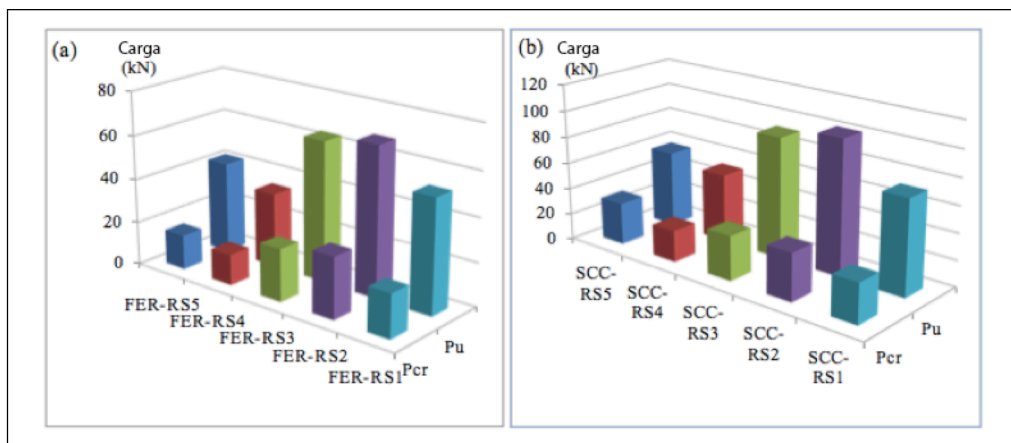 (a)
Carga
(kN)
80
60
40
20
0
FER-RS5
FER-RS4
FER-RS3
FER-RS2
FER-RS1
Pcr
Pu
(b)
Carga
(kN)
120
100
80
60
40
20
0
SCC-
RS5
SCC-
RS4
SCC-
RS3
SCC-
RS2
SCC-
RS1
Pcr
Pu